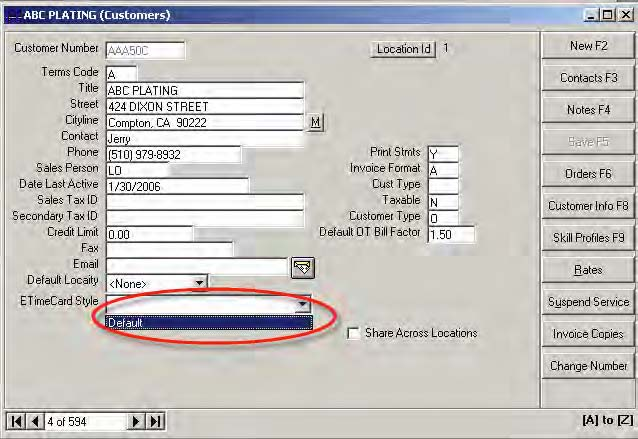 ABC PLATING (Customers)
Customer Number AAA50C
Location Id 1
Terms Code A
Title ABC PLATING
Street 424 DIXON STREET
Cityline Compton, CA 90222 M
Contact Jerry
Phone (510) 979-8932
Print Stmts Y
Sales Person LO
Invoice Format A
Date Last Active 1/30/2006
Cust Type
Sales Tax ID
Taxable N
Secondary Tax ID
Customer Type O
Credit Limit 0.00
Default OT Bill Factor 1.50
Fax
Email
Default Locaity <None>
ETimeCard Style
Default
Share Across Locations
New F2
Contacts F3
Notes F4
Save F5
Orders F6
Customer Info F8
Skill Profiles F9
Rates
Suspend Service
Invoice Copies
Change Number
4 of 594
[A] to [Z]